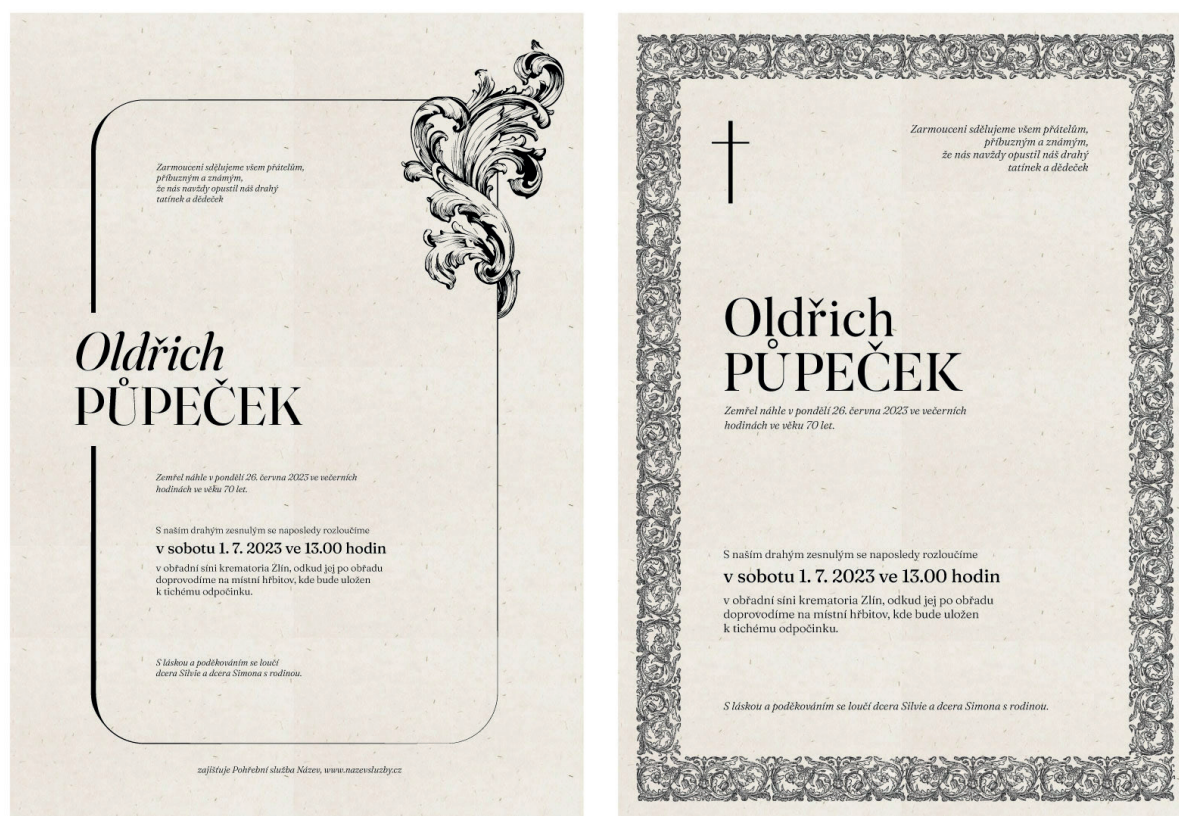 Zarmoucení sdělujeme všem přátelům,
příbuzným a známým,
že nás navždy opustil náš drahý
tatínek a dědeček
Oldřich
PŮPEČEK
Zemřel náhle v pondělí 26. června 2023 ve večerních
hodinách ve věku 70 let.
S naším drahým zesnulým se naposledy rozloučíme
v sobotu 1. 7. 2023 ve 13.00 hodin
v obřadní síni krematoria Zlín, odkud jej po obřadu
doprovodíme na místní hřbitov, kde bude uložen
k tichému odpočinku.
S láskou a poděkováním se loučí
dcera Silvie a dcera Simona s rodinou.
zajišťuje Pohřební služba Název, www.nazevsluzby.cz
Zarmoucení sdělujeme všem přátelům,
příbuzným a známým,
že nás navždy opustil náš drahý
tatínek a dědeček
Oldřich
PŮPEČEK
Zemřel náhle v pondělí 26. června 2023 ve večerních
hodinách ve věku 70 let.
S naším drahým zesnulým se naposledy rozloučíme
v sobotu 1. 7. 2023 ve 13.00 hodin
v obřadní síni krematoria Zlín, odkud jej po obřadu
doprovodíme na místní hřbitov, kde bude uložen
k tichému odpočinku.
S láskou a poděkováním se loučí dcera Silvie a dcera Simona s rodinou.